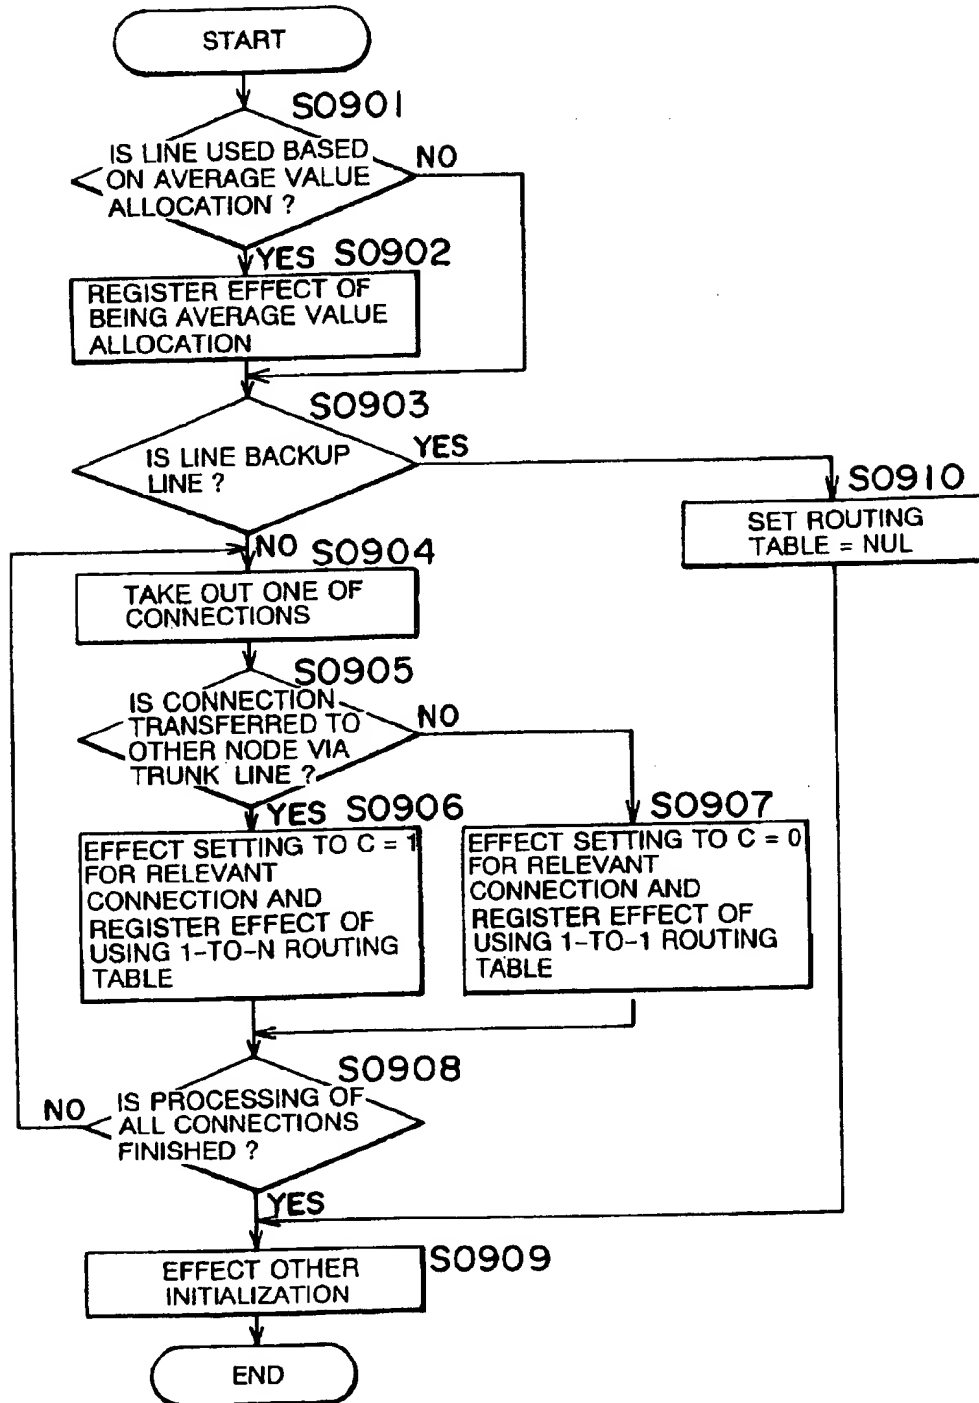 START
S0901
IS LINE USED BASED
ON AVERAGE VALUE
ALLOCATION ?
NO
YES
S0902
REGISTER EFFECT OF
BEING AVERAGE VALUE
ALLOCATION
S0903
IS LINE BACKUP
LINE ?
YES
S0910
SET ROUTING
TABLE = NUL
NO
S0904
TAKE OUT ONE OF
CONNECTIONS
S0905
IS CONNECTION
TRANSFERRED TO
OTHER NODE VIA
TRUNK LINE ?
NO
YES
S0906
EFFECT SETTING TO C = 1
FOR RELEVANT
CONNECTION AND
REGISTER EFFECT OF
USING 1-TO-N ROUTING
TABLE
S0907
EFFECT SETTING TO C = 0
FOR RELEVANT
CONNECTION AND
REGISTER EFFECT OF
USING 1-TO-1 ROUTING
TABLE
S0908
IS PROCESSING OF
ALL CONNECTIONS
FINISHED ?
NO
YES
S0909
EFFECT OTHER
INITIALIZATION
END